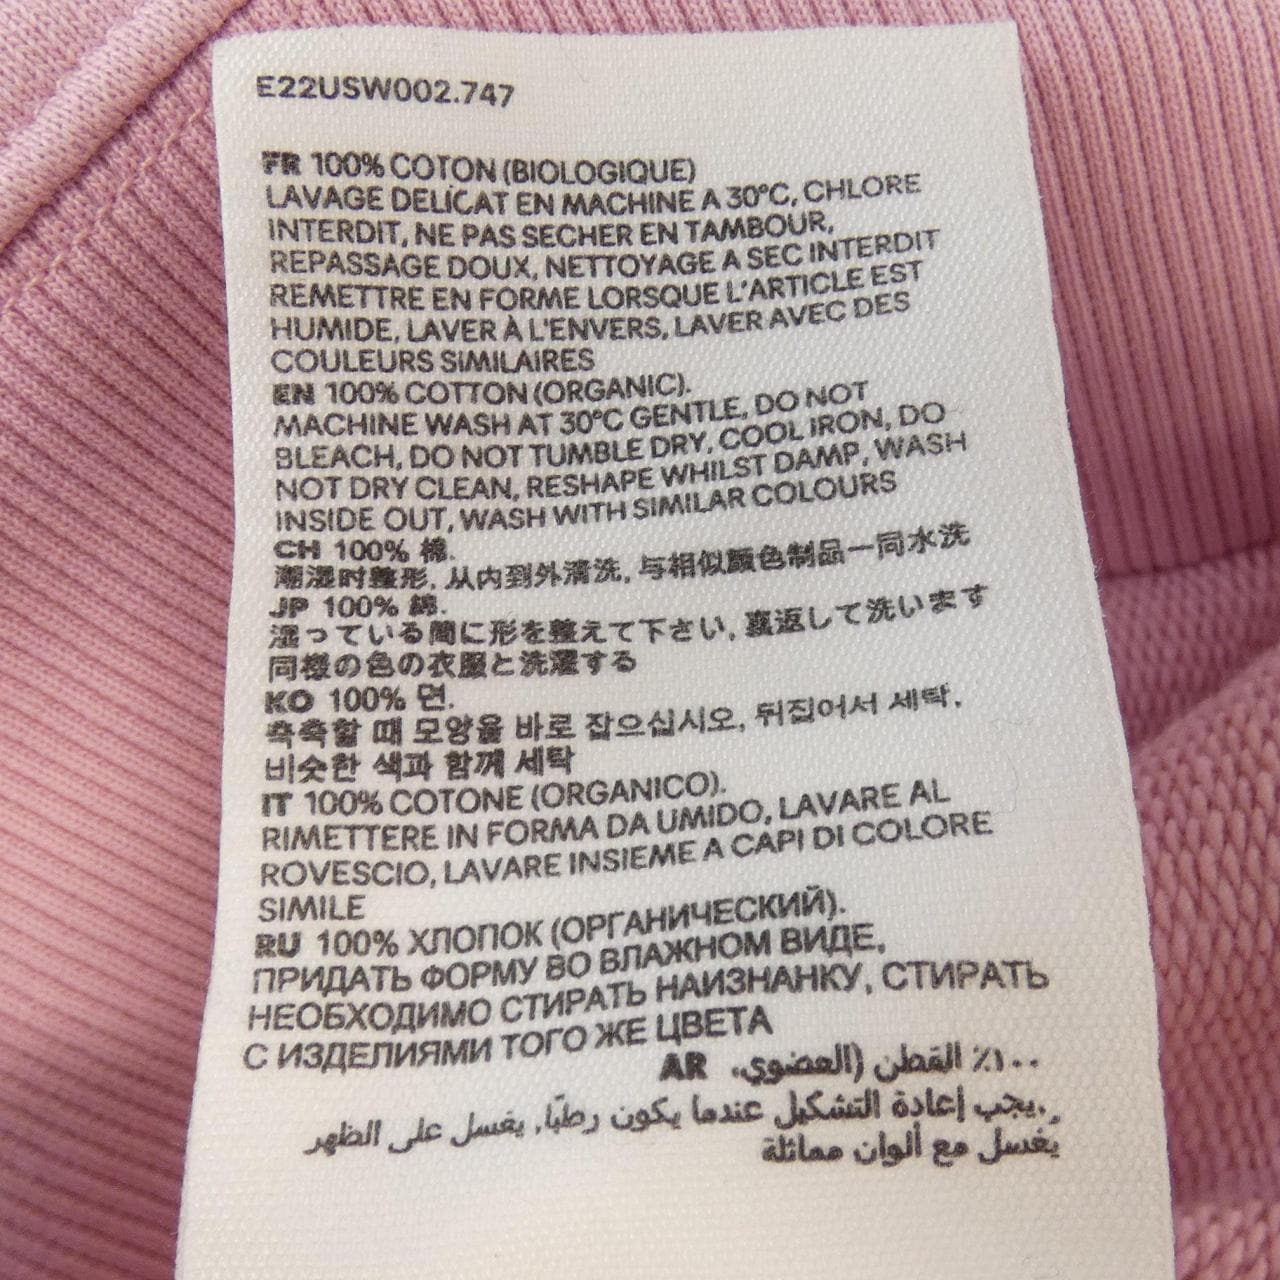 E22USW002.747
FR 100% COTON (BIOLOGIQUE)
LAVAGE DELICAT EN MACHINE A 30°C, CHLORE
INTERDIT, NE PAS SECHER EN TAMBOUR,
REPASSAGE DOUX, NETTOYAGE A SEC INTERDIT
REMETTRE EN FORME LORSQUE L'ARTICLE EST
HUMIDE, LAVER À L'ENVERS, LAVER AVEC DES
COULEURS SIMILAIRES
EN 100% COTTON (ORGANIC).
MACHINE WASH AT 30°C GENTLE, DO NOT
BLEACH, DO NOT TUMBLE DRY, COOL IRON, DO
NOT DRY CLEAN, RESHAPE WHILST DAMP, WASH
INSIDE OUT, WASH WITH SIMILAR COLOURS
CH 100% 棉.
潮湿时整形, 从内到外清洗, 与相似颜色制品一同水洗
JP 100% 綿.
湿っている間に形を整えて下さい, 裏返して洗います
同様の色の衣服と洗濯する
KO 100% 면.
축축할 때 모양을 바로 잡으십시오, 뒤집어서 세탁,
비슷한 색과 함께 세탁
IT 100% COTONE (ORGANICO).
RIMETTERE IN FORMA DA UMIDO, LAVARE AL
ROVESCIO, LAVARE INSIEME A CAPI DI COLORE
SIMILE
RU 100% ХЛОПОК (ОРГАНИЧЕСКИЙ).
ПРИДАТЬ ФОРМУ ВО ВЛАЖНОМ ВИДЕ,
НЕОБХОДИМО СТИРАТЬ НАИЗНАНКУ, СТИРАТЬ
С ИЗДЕЛИЯМИ ТОГО ЖЕ ЦВЕТА
١٠٠٪ القطن (العضوي. AR
يجب إعادة التشكيل عندما يكون رطبًا, يغسل على الظهر,
يُغسل مع ألوان مماثلة